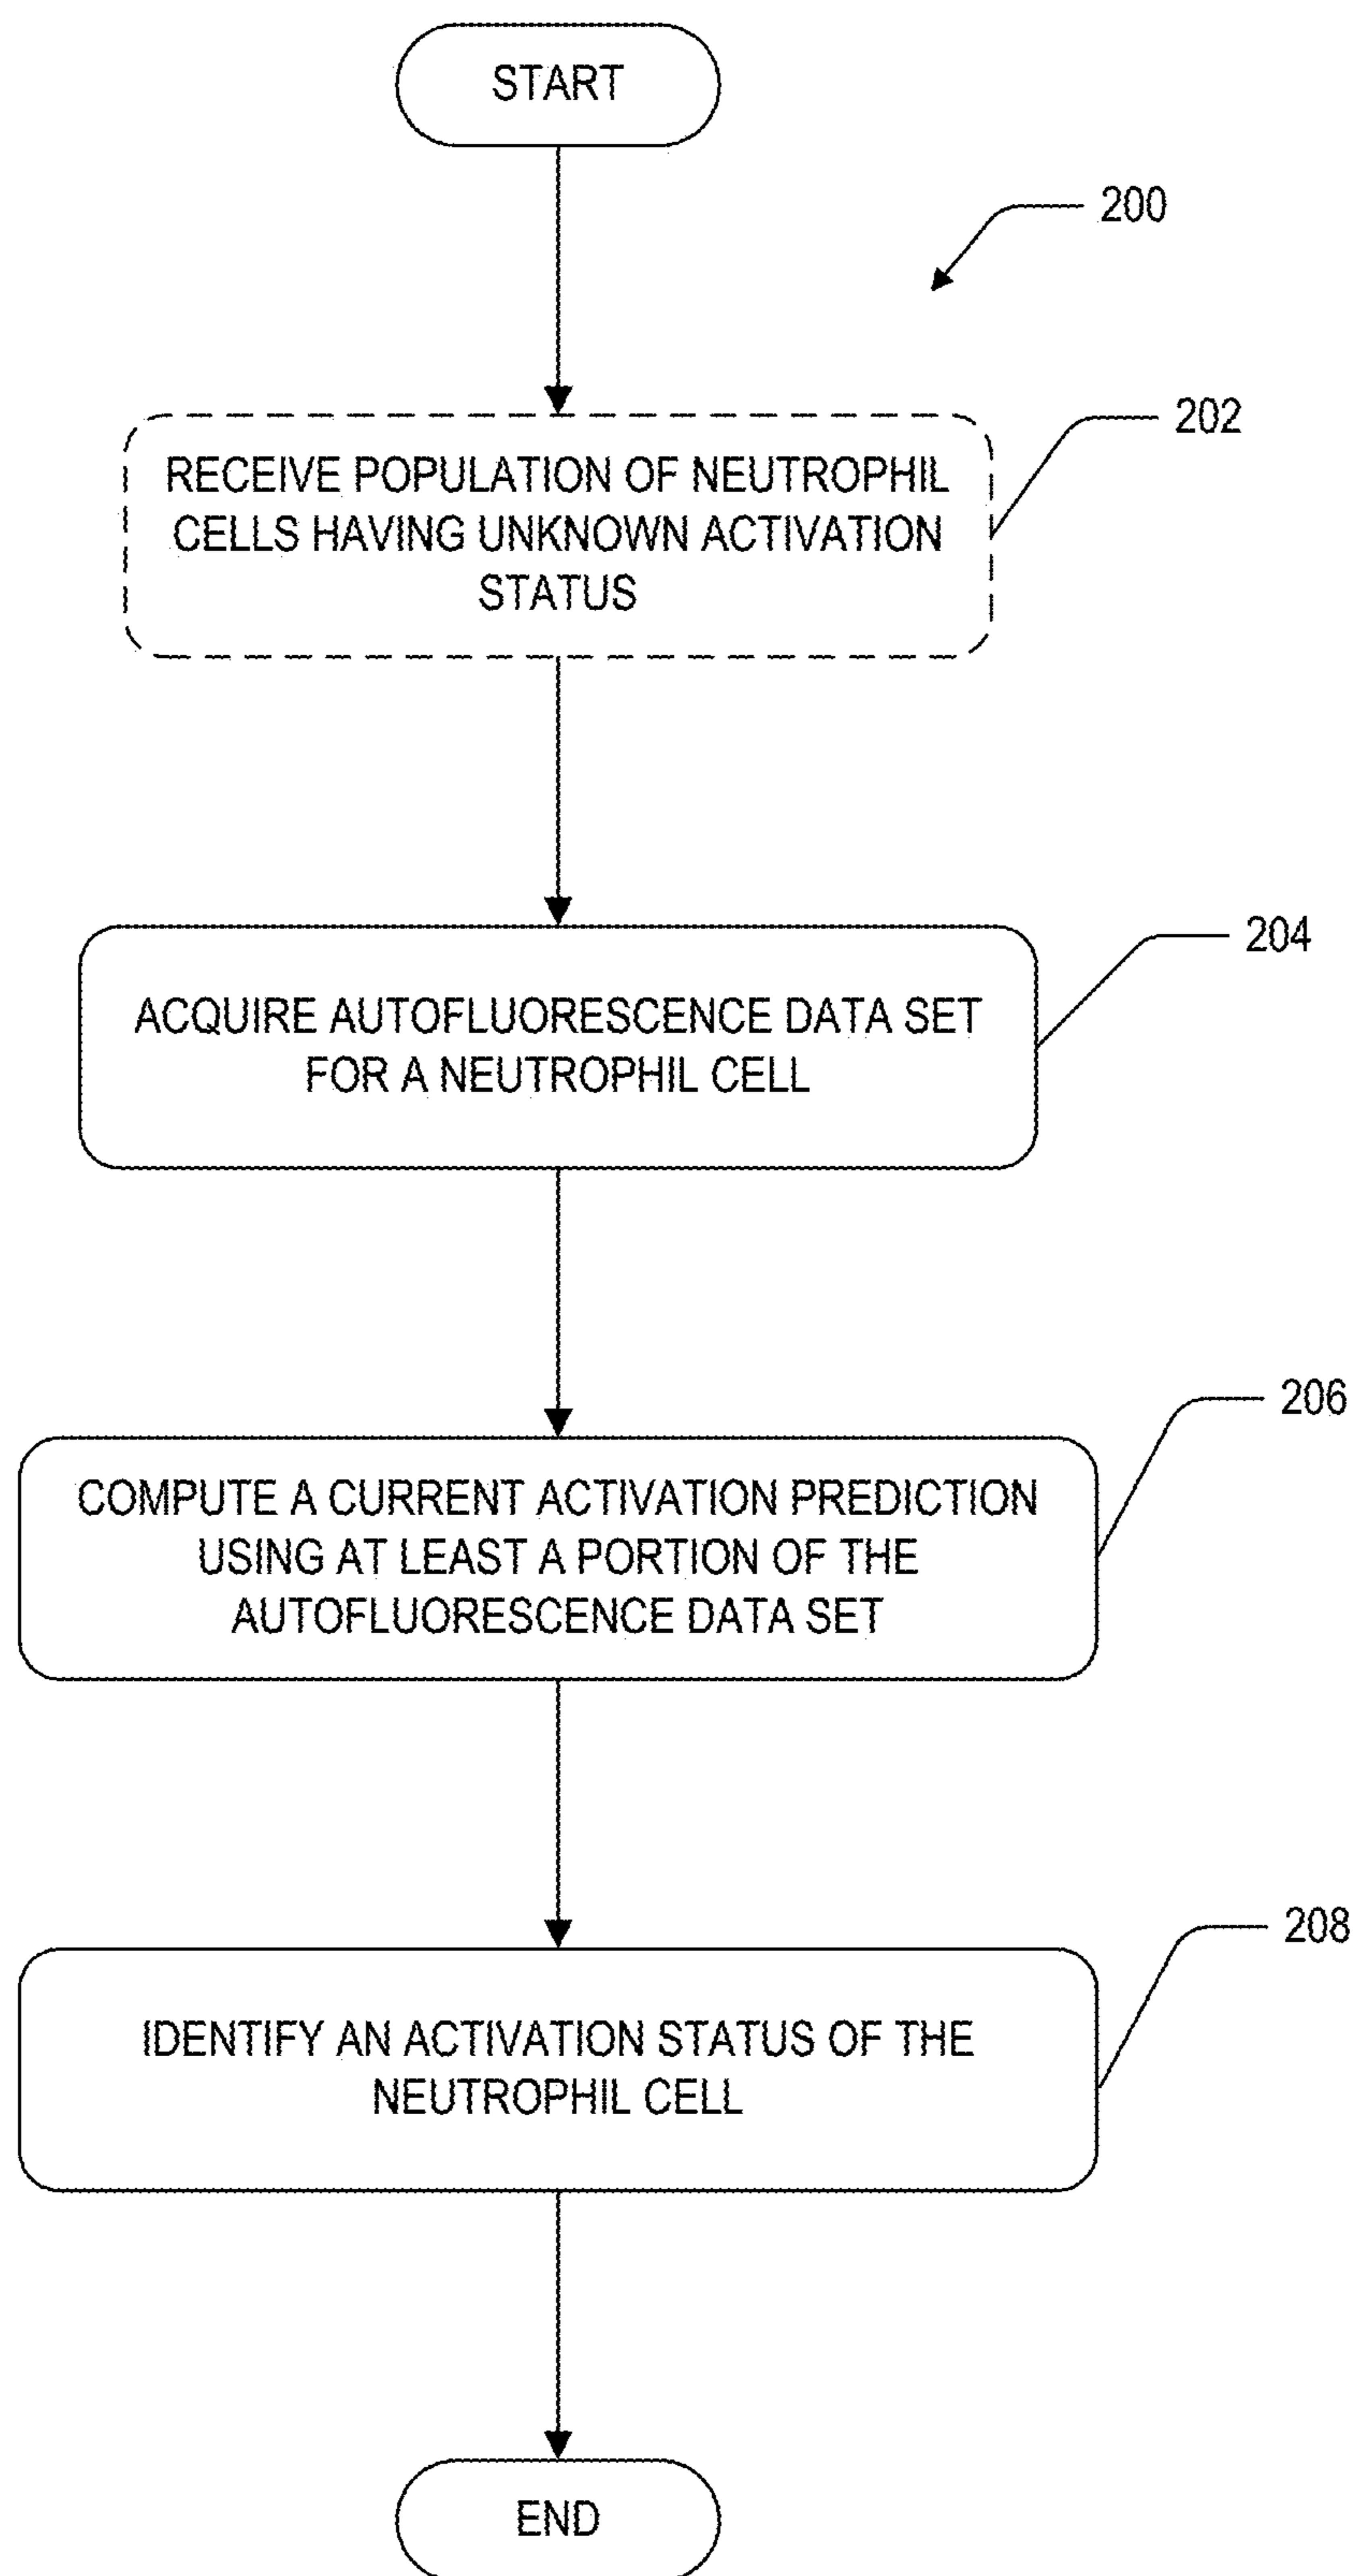 START
200
202
RECEIVE POPULATION OF NEUTROPHIL
CELLS HAVING UNKNOWN ACTIVATION
STATUS
204
ACQUIRE AUTOFLUORESCENCE DATA SET
FOR A NEUTROPHIL CELL
206
COMPUTE A CURRENT ACTIVATION PREDICTION
USING AT LEAST A PORTION OF THE
AUTOFLUORESCENCE DATA SET
208
IDENTIFY AN ACTIVATION STATUS OF THE
NEUTROPHIL CELL
END